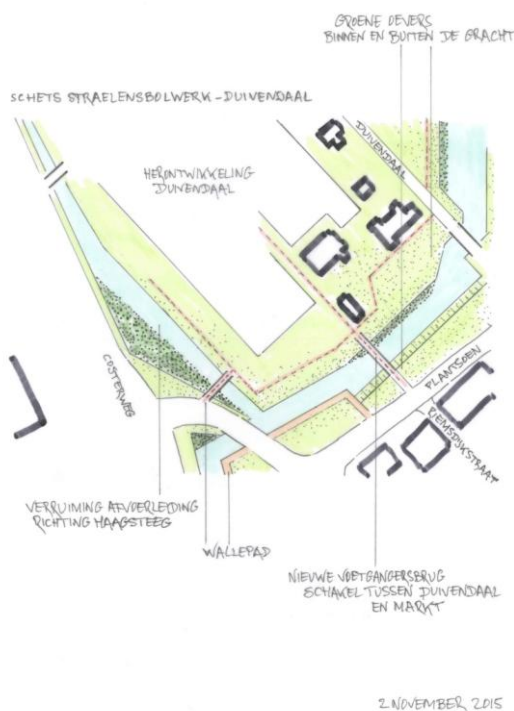 GROENE OEVERS
BINNEN EN BUITEN DE GRACHT
SCHETS STRAELENSBOLWERK - DUIVENDAAL
DUIVENDAAL
HERONTWIKKELING
DUIVENDAAL
COSTERWEG
PLANTSOEN
RIEMSDIJKSTRAAT
VERRUIMING AFVOERLEIDING
RICHTING HAAGSTEEG
WALLEPAD
NIEUWE VOETGANGERSBRUG
SCHAKEL TUSSEN DUIVENDAAL
EN MARKT
2 NOVEMBER 2015